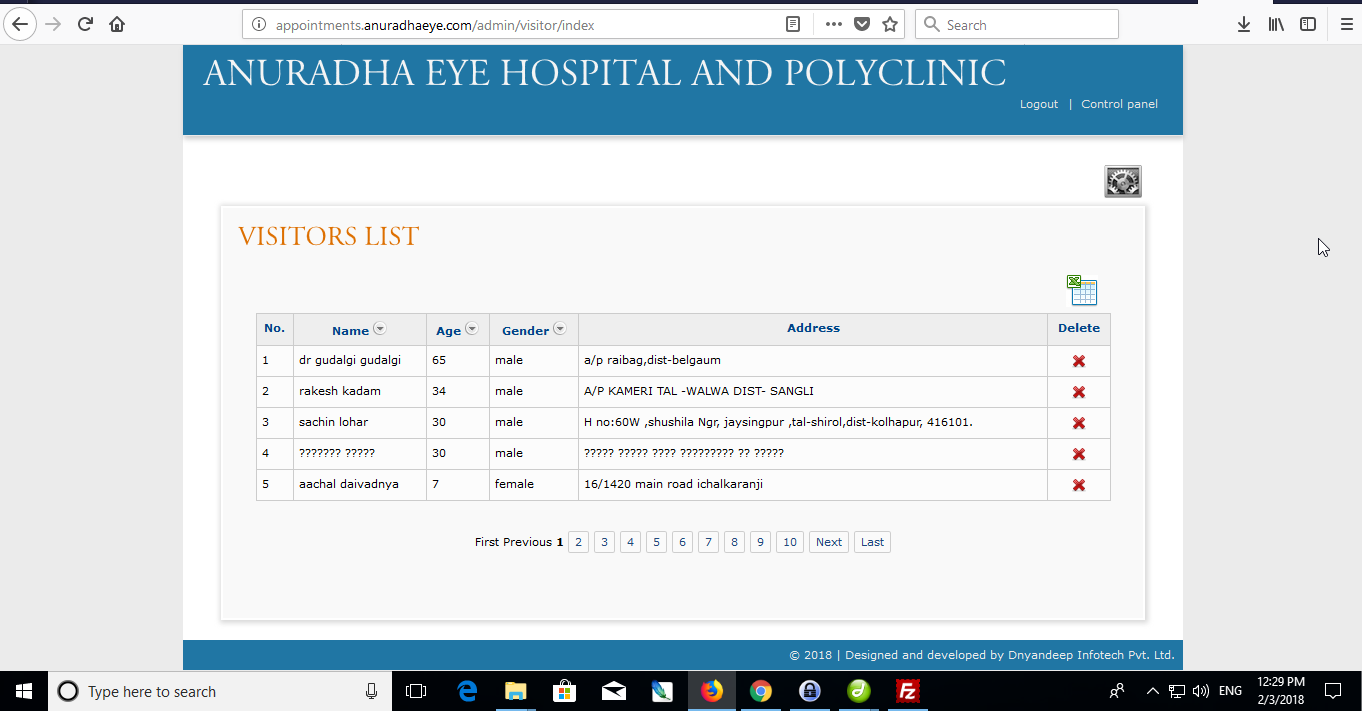 appointments.anuradhaeye.com/admin/visitor/index
Search
ANURADHA EYE HOSPITAL AND POLYCLINIC
Logout | Control panel
VISITORS LIST
No. Name Age Gender Address Delete
1 dr gudalgi gudalgi 65 male a/p raibag,dist-belgaum
2 rakesh kadam 34 male A/P KAMERI TAL -WALWA DIST- SANGLI
3 sachin lohar 30 male H no:60W ,shushila Ngr, jaysingpur ,tal-shirol,dist-kolhapur, 416101.
4 ??????? ????? 30 male ????? ????? ???? ????????? ?? ?????
5 aachal daivadnya 7 female 16/1420 main road ichalkaranji
First Previous 1 2 3 4 5 6 7 8 9 10 Next Last
© 2018 | Designed and developed by Dnyandeep Infotech Pvt. Ltd.
Type here to search
ENG
12:29 PM
2/3/2018